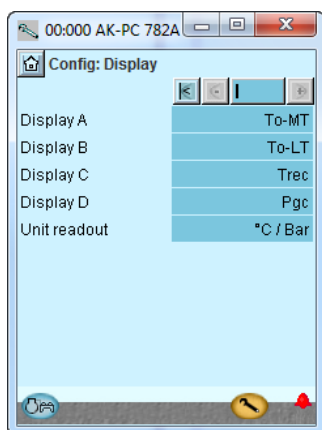 00:000 AK-PC 782A
Config: Display
Display A To-MT
Display B To-LT
Display C Trec
Display D Pgc
Unit readout °C / Bar